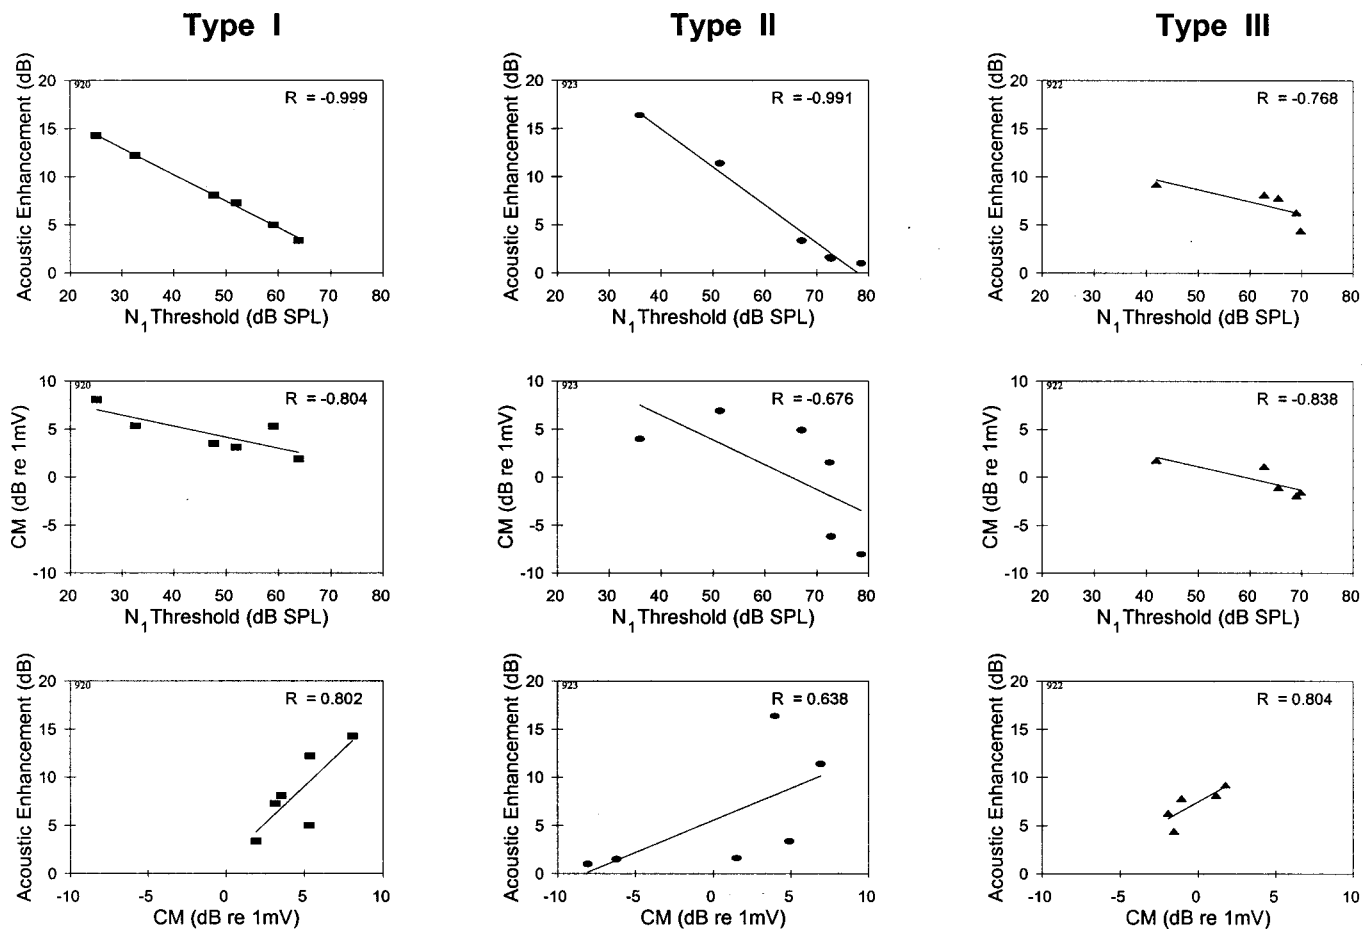 Type I Type II Type III
920 R = -0.999
Acoustic Enhancement (dB)
20
15
10
5
0
20 30 40 50 60 70 80
N1 Threshold (dB SPL)
923 R = -0.991
Acoustic Enhancement (dB)
20
15
10
5
0
20 30 40 50 60 70 80
N1 Threshold (dB SPL)
922 R = -0.768
Acoustic Enhancement (dB)
20
15
10
5
0
20 30 40 50 60 70 80
N1 Threshold (dB SPL)
920 R = -0.804
CM (dB re 1mV)
10
5
0
-5
-10
20 30 40 50 60 70 80
N1 Threshold (dB SPL)
923 R = -0.676
CM (dB re 1mV)
10
5
0
-5
-10
20 30 40 50 60 70 80
N1 Threshold (dB SPL)
922 R = -0.838
CM (dB re 1mV)
10
5
0
-5
-10
20 30 40 50 60 70 80
N1 Threshold (dB SPL)
920 R = 0.802
Acoustic Enhancement (dB)
20
15
10
5
0
-10 -5 0 5 10
CM (dB re 1mV)
923 R = 0.638
Acoustic Enhancement (dB)
20
15
10
5
0
-10 -5 0 5 10
CM (dB re 1mV)
922 R = 0.804
Acoustic Enhancement (dB)
20
15
10
5
0
-10 -5 0 5 10
CM (dB re 1mV)